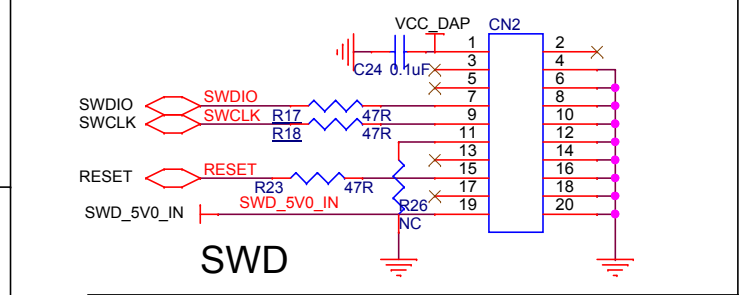 VCC_DAP CN2
1 2
3 4
C24 0.1uF
5 6
SWDIO SWDIO 7 8
SWCLK SWCLK R17 47R 9 10
R18 47R
11 12
13 14
RESET RESET 15 16
R23 47R
17 18
SWD_5V0_IN SWD_5V0_IN R26 19 20
NC
SWD